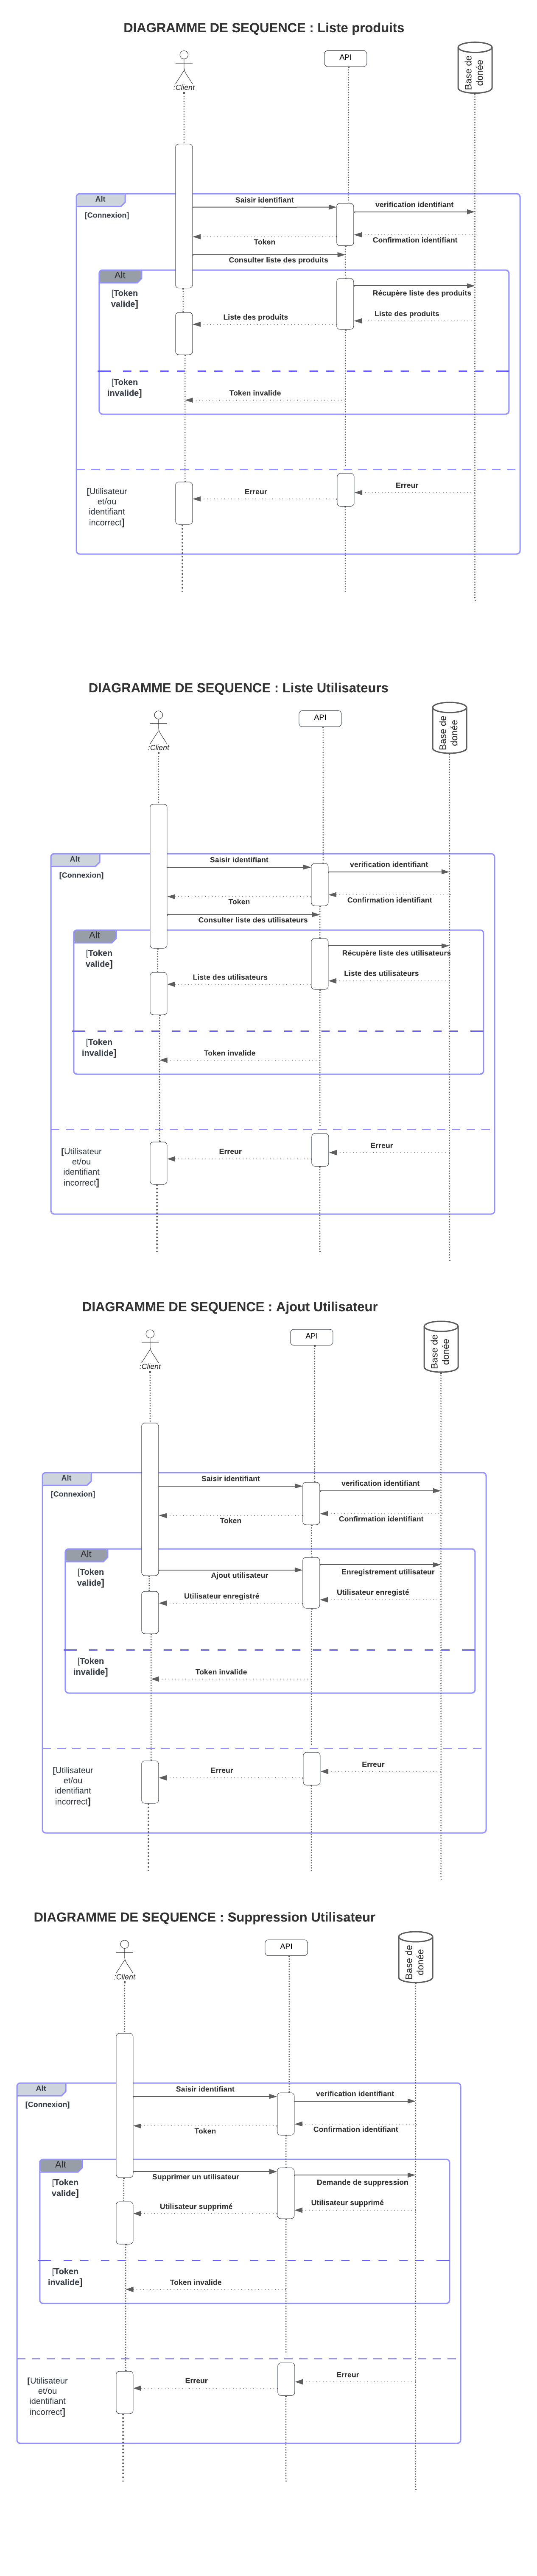 DIAGRAMME DE SEQUENCE : Liste produits
API
Base de
donée
:Client
Alt
Saisir identifiant
verification identifiant
[Connexion]
Token
Confirmation identifiant
Consulter liste des produits
Alt
[Token
valide]
Récupère liste des produits
Liste des produits
Liste des produits
[Token
invalide]
Token invalide
[Utilisateur
et/ou
identifiant
incorrect]
Erreur
Erreur
DIAGRAMME DE SEQUENCE : Liste Utilisateurs
API
Base de
donée
:Client
Alt
Saisir identifiant
verification identifiant
[Connexion]
Token
Confirmation identifiant
Consulter liste des utilisateurs
Alt
[Token
valide]
Récupère liste des utilisateurs
Liste des utilisateurs
Liste des utilisateurs
[Token
invalide]
Token invalide
[Utilisateur
et/ou
identifiant
incorrect]
Erreur
Erreur
DIAGRAMME DE SEQUENCE : Ajout Utilisateur
API
Base de
donée
:Client
Alt
Saisir identifiant
verification identifiant
[Connexion]
Token
Confirmation identifiant
Alt
[Token
valide]
Ajout utilisateur
Enregistrement utilisateur
Utilisateur enregistré
Utilisateur enregisté
[Token
invalide]
Token invalide
[Utilisateur
et/ou
identifiant
incorrect]
Erreur
Erreur
DIAGRAMME DE SEQUENCE : Suppression Utilisateur
API
Base de
donée
:Client
Alt
Saisir identifiant
verification identifiant
[Connexion]
Token
Confirmation identifiant
Alt
[Token
valide]
Supprimer un utilisateur
Demande de suppression
Utilisateur supprimé
Utilisateur supprimé
[Token
invalide]
Token invalide
[Utilisateur
et/ou
identifiant
incorrect]
Erreur
Erreur